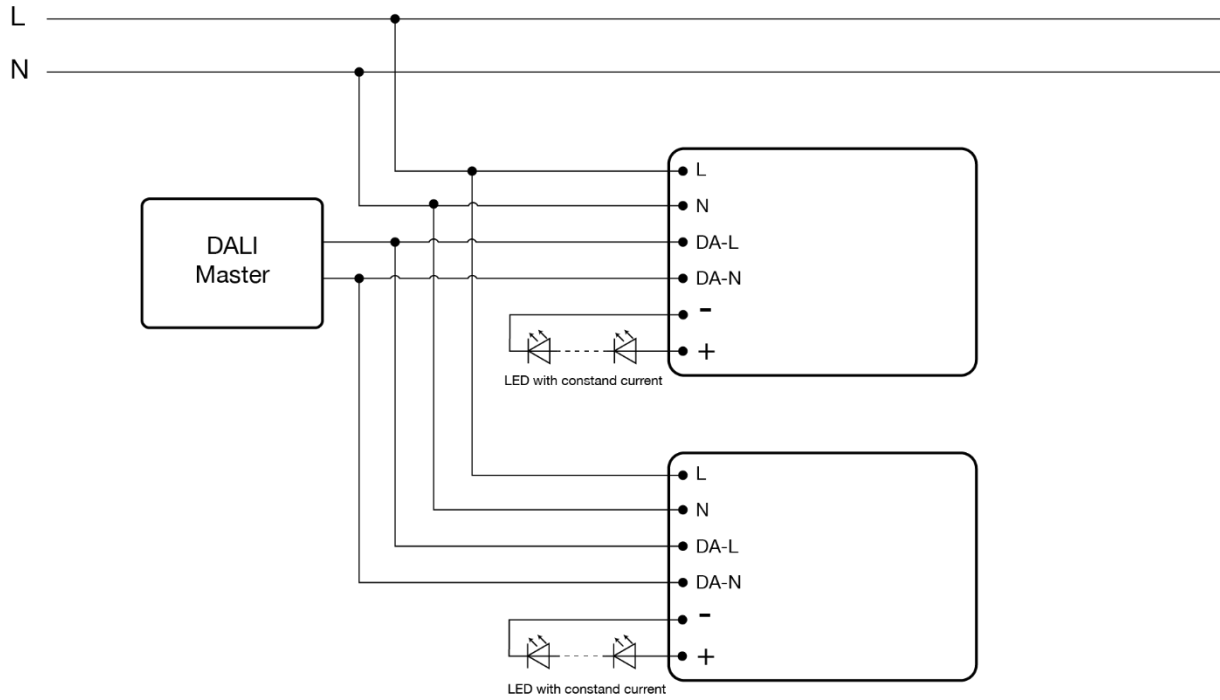 L
N
DALI
Master
L
N
DA-L
DA-N
-
+
LED with constand current
L
N
DA-L
DA-N
-
+
LED with constand current